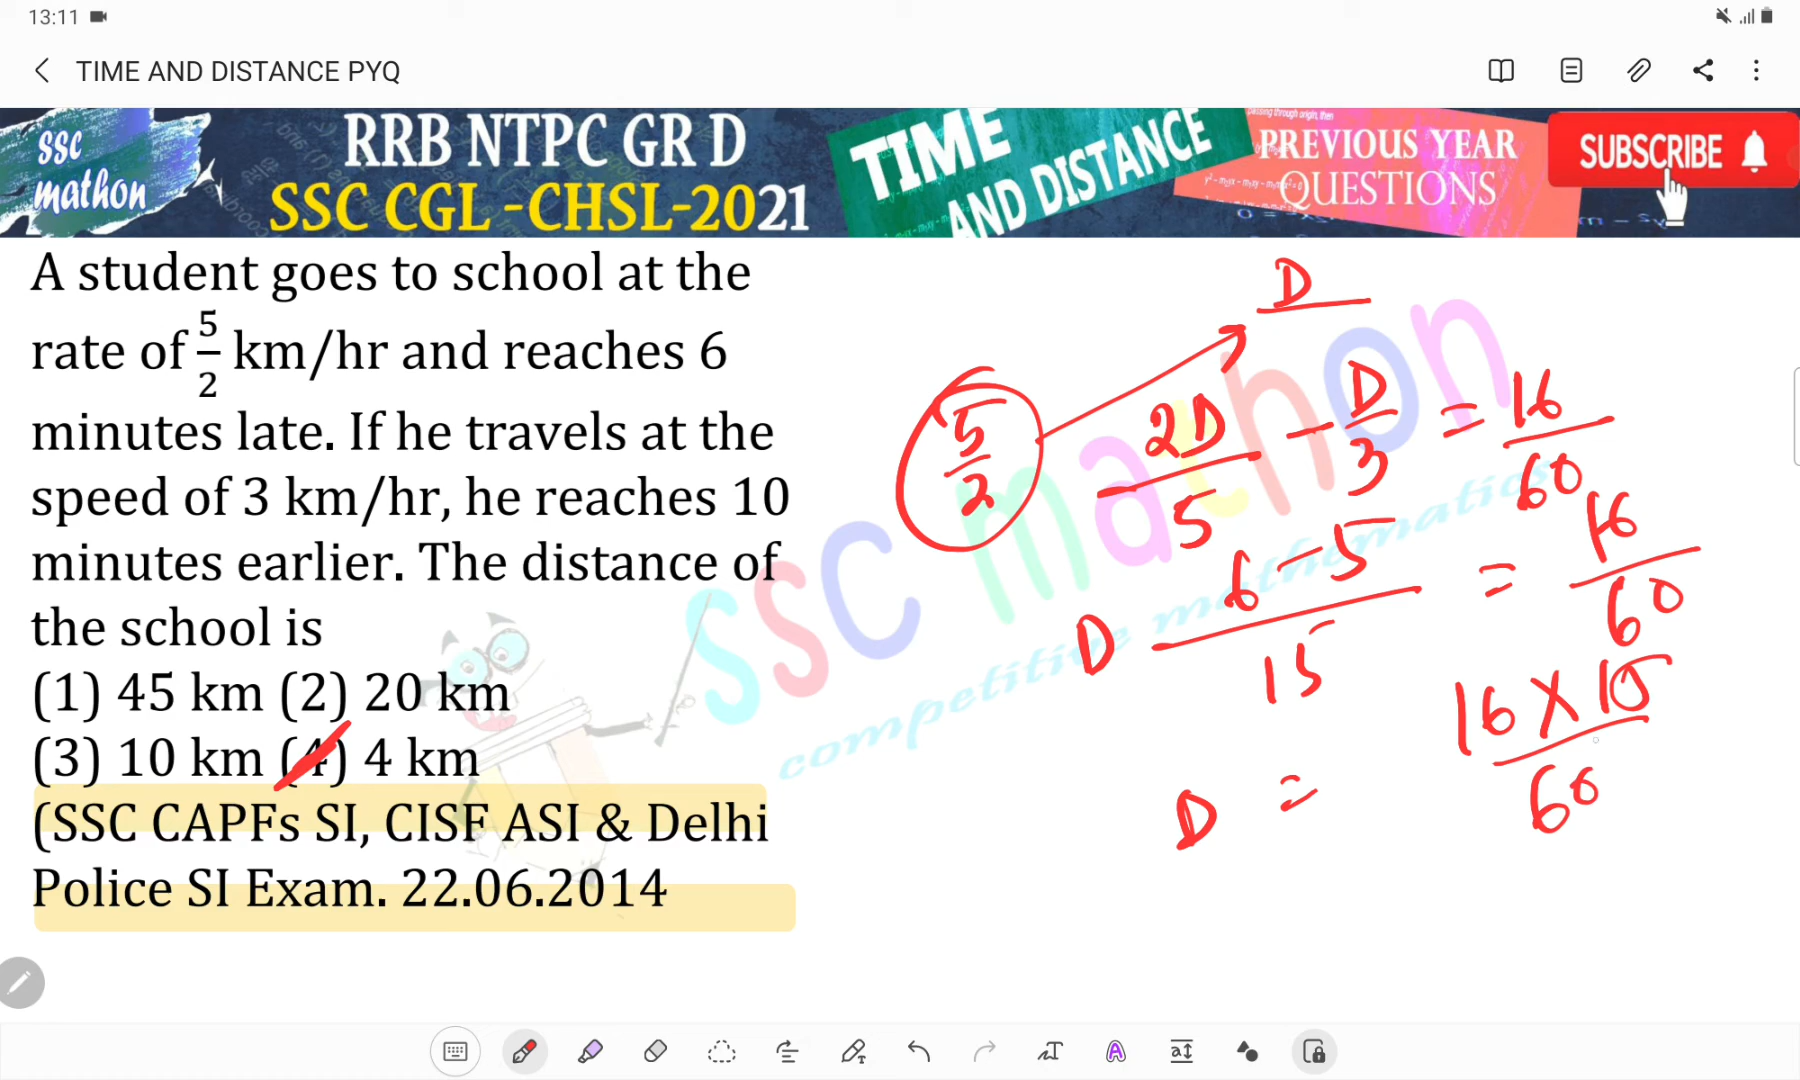 13:11
TIME AND DISTANCE PYQ
SSC
mathon
RRB NTPC GR D
SSC CGL -CHSL-2021
TIME
AND DISTANCE
PREVIOUS YEAR
QUESTIONS
SUBSCRIBE
A student goes to school at the
rate of 5/2 km/hr and reaches 6
minutes late. If he travels at the
speed of 3 km/hr, he reaches 10
minutes earlier. The distance of
the school is
(1) 45 km (2) 20 km
(3) 10 km (4) 4 km
(SSC CAPFs SI, CISF ASI & Delhi
Police SI Exam. 22.06.2014
D
5/2
2D/5 - D/3 = 16/60
D 6-5/15 = 16/60
D = 16 X 15/60
SSC mathon
competitive mathematics